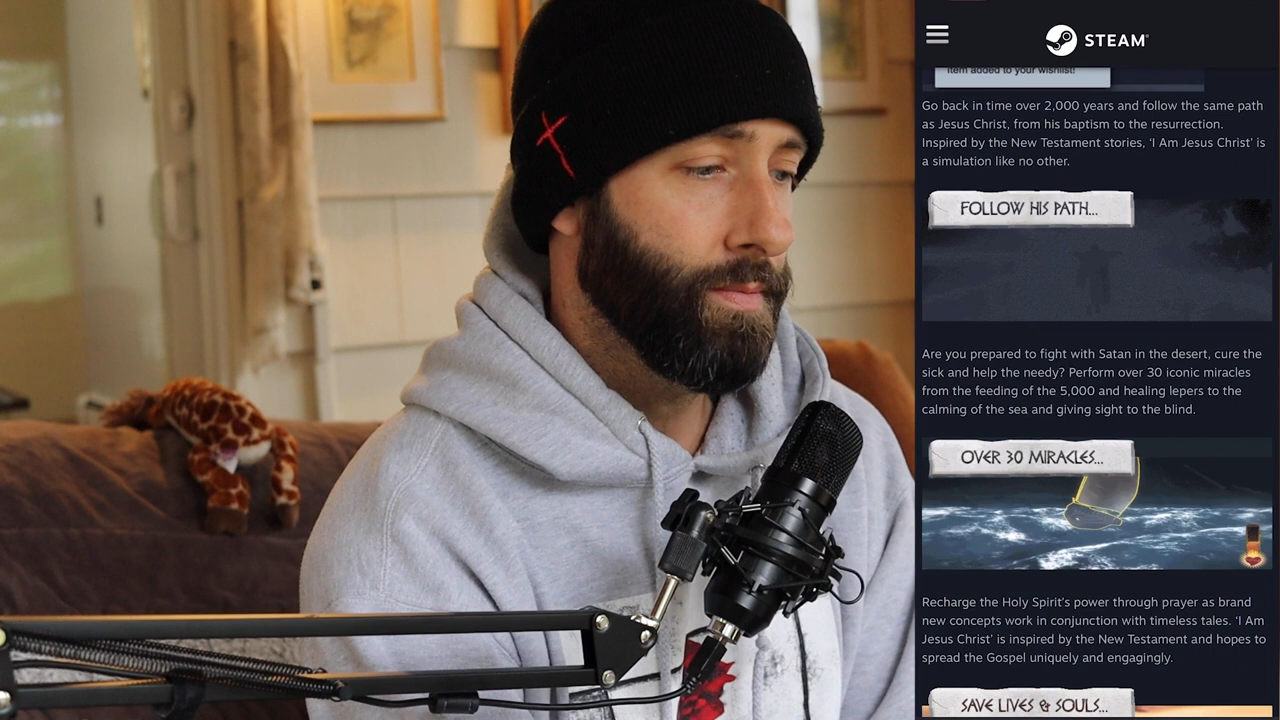 STEAM®
Item added to your wishlist!
Go back in time over 2,000 years and follow the same path
as Jesus Christ, from his baptism to the resurrection.
Inspired by the New Testament stories, ‘I Am Jesus Christ’ is
a simulation like no other.
FOLLOW HIS PATH...
Are you prepared to fight with Satan in the desert, cure the
sick and help the needy? Perform over 30 iconic miracles
from the feeding of the 5,000 and healing lepers to the
calming of the sea and giving sight to the blind.
OVER 30 MIRACLES...
Recharge the Holy Spirit’s power through prayer as brand
new concepts work in conjunction with timeless tales. ‘I Am
Jesus Christ’ is inspired by the New Testament and hopes to
spread the Gospel uniquely and engagingly.
SAVE LIVES & SOULS...